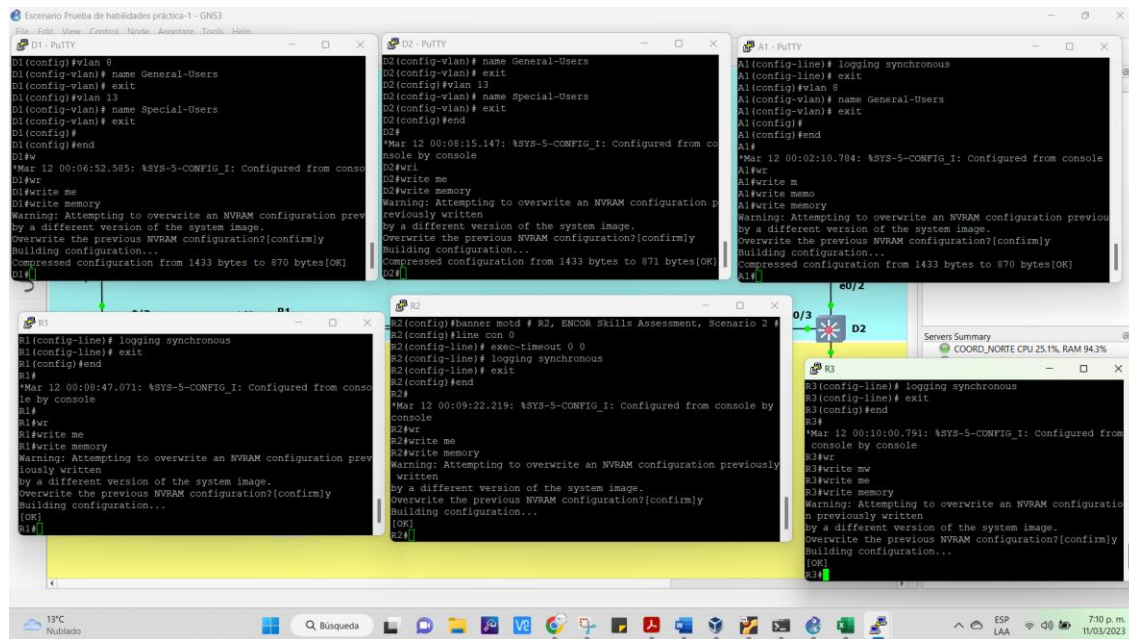 Escenario Prueba de habilidades práctica-1 - GNS3
File Edit View Control Node Annotate Tools Help
D1 - PuTTY
D1(config)#vlan 8
D1(config-vlan)# name General-Users
D1(config-vlan)# exit
D1(config)#vlan 13
D1(config-vlan)# name Special-Users
D1(config-vlan)# exit
D1(config)#
D1(config)#end
D1#w
*Mar 12 00:06:52.585: %SYS-5-CONFIG_I: Configured from conso
D1#wr
D1#write me
D1#write memory
Warning: Attempting to overwrite an NVRAM configuration prev
by a different version of the system image.
Overwrite the previous NVRAM configuration?[confirm]y
Building configuration...
Compressed configuration from 1433 bytes to 870 bytes[OK]
D1#
D2 - PuTTY
D2(config-vlan)# name General-Users
D2(config-vlan)# exit
D2(config)#vlan 13
D2(config-vlan)# name Special-Users
D2(config-vlan)# exit
D2(config)#end
D2#
*Mar 12 00:08:15.147: %SYS-5-CONFIG_I: Configured from co
nsole by console
D2#wri
D2#write me
D2#write memory
Warning: Attempting to overwrite an NVRAM configuration p
reviously written
by a different version of the system image.
Overwrite the previous NVRAM configuration?[confirm]y
Building configuration...
Compressed configuration from 1433 bytes to 871 bytes[OK]
D2#
A1 - PuTTY
A1(config-line)# logging synchronous
A1(config-line)# exit
A1(config)#vlan 8
A1(config-vlan)# name General-Users
A1(config-vlan)# exit
A1(config)#
A1(config)#end
A1#
*Mar 12 00:02:10.784: %SYS-5-CONFIG_I: Configured from console
A1#wr
A1#write m
A1#write memo
A1#write memory
Warning: Attempting to overwrite an NVRAM configuration previou
by a different version of the system image.
Overwrite the previous NVRAM configuration?[confirm]y
Building configuration...
Compressed configuration from 1433 bytes to 870 bytes[OK]
A1#
e0/2
R1
0/3
D2
Servers Summary
COORD_NORTE CPU 25.1%, RAM 94.3%
R1
R1(config-line)# logging synchronous
R1(config-line)# exit
R1(config)#end
R1#
*Mar 12 00:08:47.071: %SYS-5-CONFIG_I: Configured from conso
le by console
R1#
R1#wr
R1#write me
R1#write memory
Warning: Attempting to overwrite an NVRAM configuration prev
iously written
by a different version of the system image.
Overwrite the previous NVRAM configuration?[confirm]y
Building configuration...
[OK]
R1#
R2
R2(config)#banner motd # R2, ENCOR Skills Assessment, Scenario 2 #
R2(config)#line con 0
R2(config-line)# exec-timeout 0 0
R2(config-line)# logging synchronous
R2(config-line)# exit
R2(config)#end
R2#
*Mar 12 00:09:22.219: %SYS-5-CONFIG_I: Configured from console by
console
R2#wr
R2#write me
R2#write memory
Warning: Attempting to overwrite an NVRAM configuration previously
written
by a different version of the system image.
Overwrite the previous NVRAM configuration?[confirm]y
Building configuration...
[OK]
R2#
R3
R3(config-line)# logging synchronous
R3(config-line)# exit
R3(config)#end
R3#
*Mar 12 00:10:00.791: %SYS-5-CONFIG_I: Configured from
console by console
R3#wr
R3#write mw
R3#write me
R3#write memory
Warning: Attempting to overwrite an NVRAM configuratio
n previously written
by a different version of the system image.
Overwrite the previous NVRAM configuration?[confirm]y
Building configuration...
[OK]
R3#
13°C
Nublado
Búsqueda
ESP
LAA
7:10 p. m.
11/03/2023